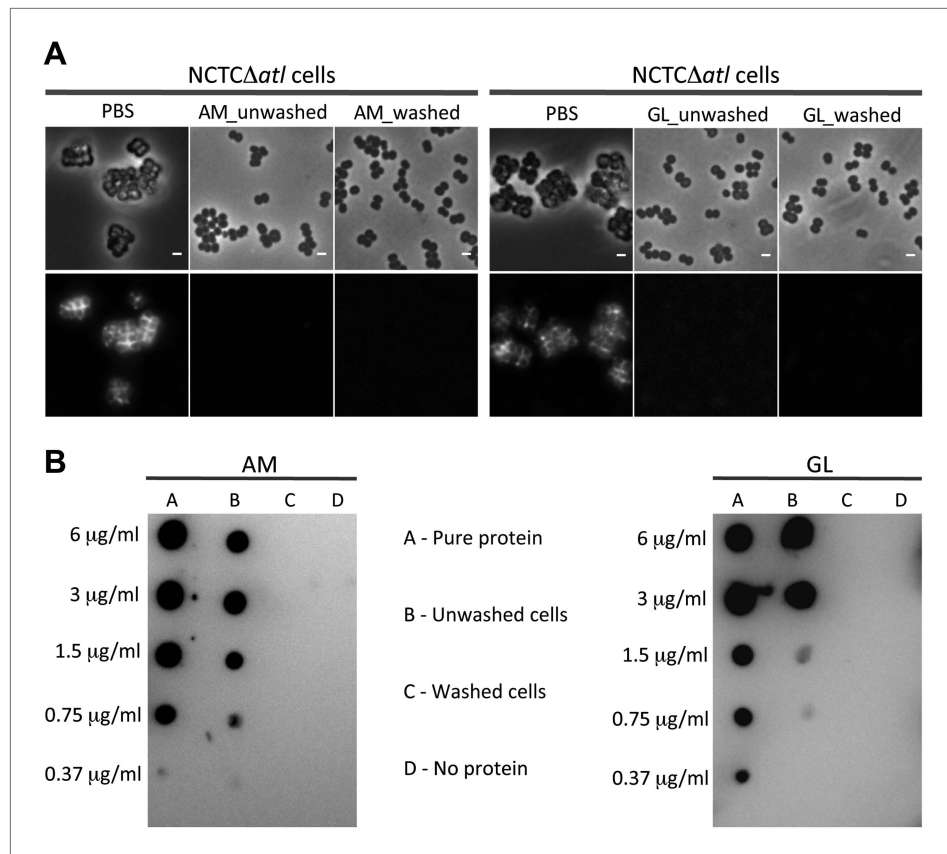 A
NCTCΔatl cells
NCTCΔatl cells
PBS AM_unwashed AM_washed
PBS GL_unwashed GL_washed
B
AM
GL
A B C D
A B C D
6 μg/ml
3 μg/ml
1.5 μg/ml
0.75 μg/ml
0.37 μg/ml
A - Pure protein
B - Unwashed cells
C - Washed cells
D - No protein
6 μg/ml
3 μg/ml
1.5 μg/ml
0.75 μg/ml
0.37 μg/ml